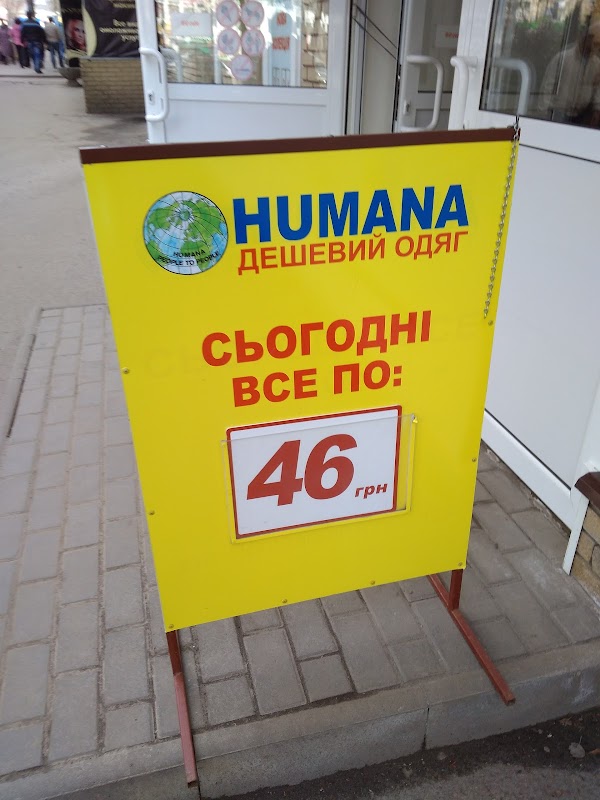 HUMANA
ДЕШЕВИЙ ОДЯГ
HUMANA
PEOPLE TO PEOPLE
СЬОГОДНІ
ВСЕ ПО:
46 грн